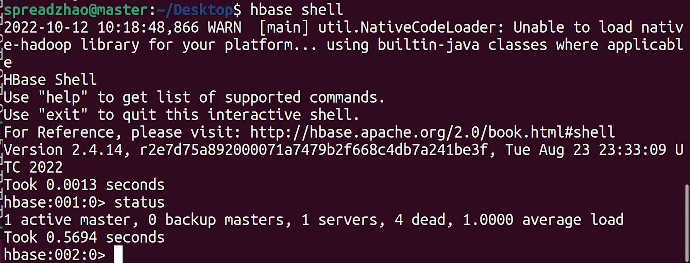 spreadzhao@master:~/Desktop$ hbase shell
2022-10-12 10:18:48,866 WARN  [main] util.NativeCodeLoader: Unable to load nativ
e-hadoop library for your platform... using builtin-java classes where applicabl
e
HBase Shell
Use "help" to get list of supported commands.
Use "exit" to quit this interactive shell.
For Reference, please visit: http://hbase.apache.org/2.0/book.html#shell
Version 2.4.14, r2e7d75a892000071a7479b2f668c4db7a241be3f, Tue Aug 23 23:33:09 U
TC 2022
Took 0.0013 seconds
hbase:001:0> status
1 active master, 0 backup masters, 1 servers, 4 dead, 1.0000 average load
Took 0.5694 seconds
hbase:002:0>